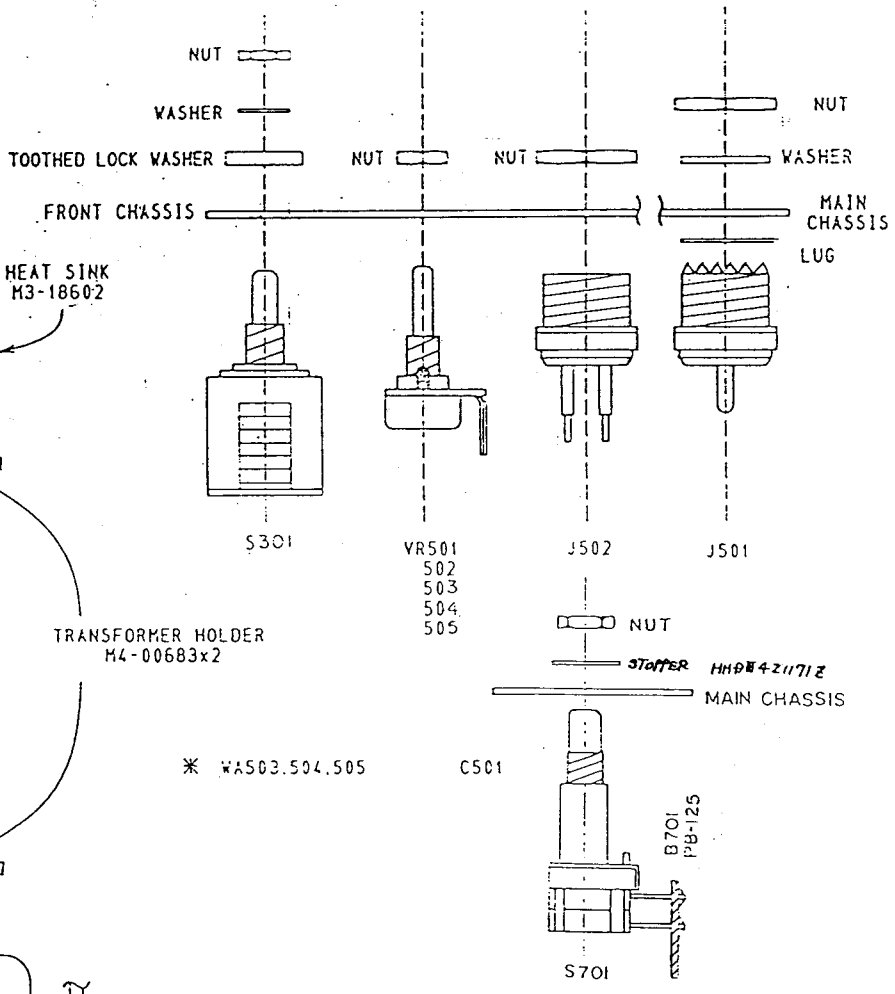 NUT
WASHER
TOOTHED LOCK WASHER
FRONT CHASSIS
HEAT SINK
M3-18602
NUT
NUT
NUT
WASHER
MAIN
CHASSIS
LUG
S301
VR501
502
503
504
505
J502
J501
TRANSFORMER HOLDER
M4-00683x2
NUT
STOPPER
MAIN CHASSIS
※ WA503.504.505
C501
B701
PB-125
S701